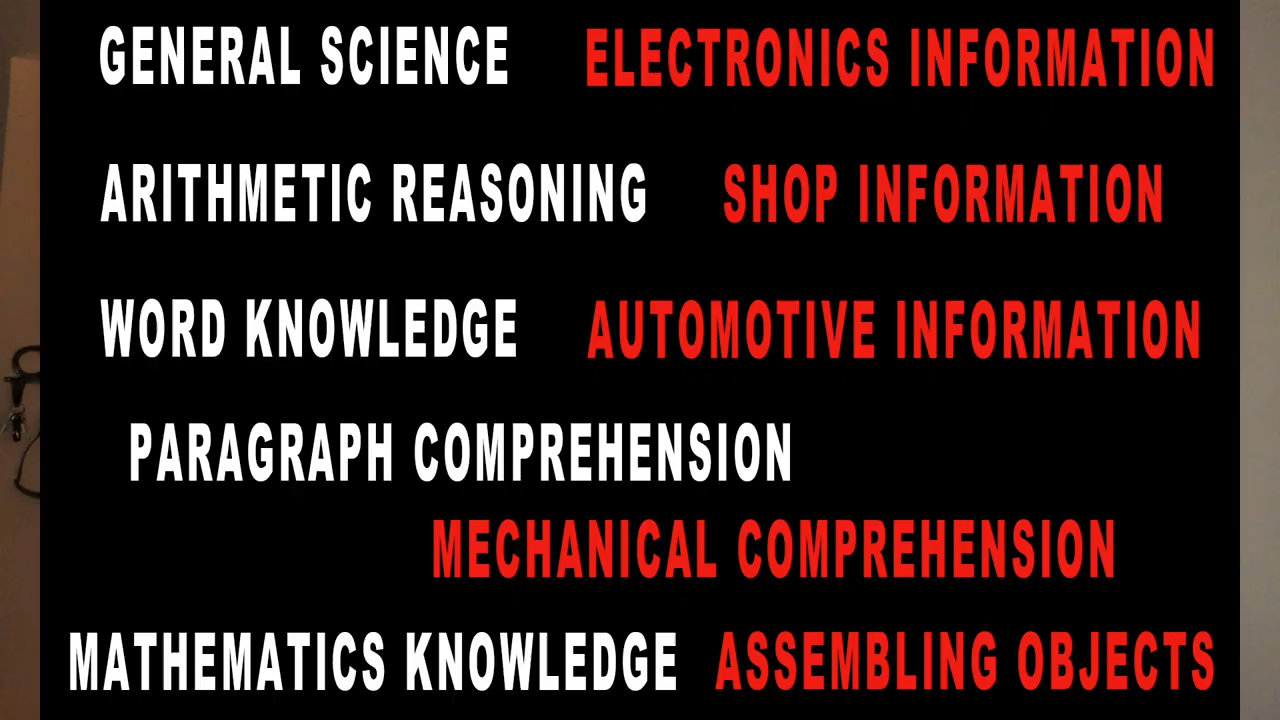 GENERAL SCIENCE ELECTRONICS INFORMATION
ARITHMETIC REASONING SHOP INFORMATION
WORD KNOWLEDGE AUTOMOTIVE INFORMATION
PARAGRAPH COMPREHENSION
MECHANICAL COMPREHENSION
MATHEMATICS KNOWLEDGE ASSEMBLING OBJECTS